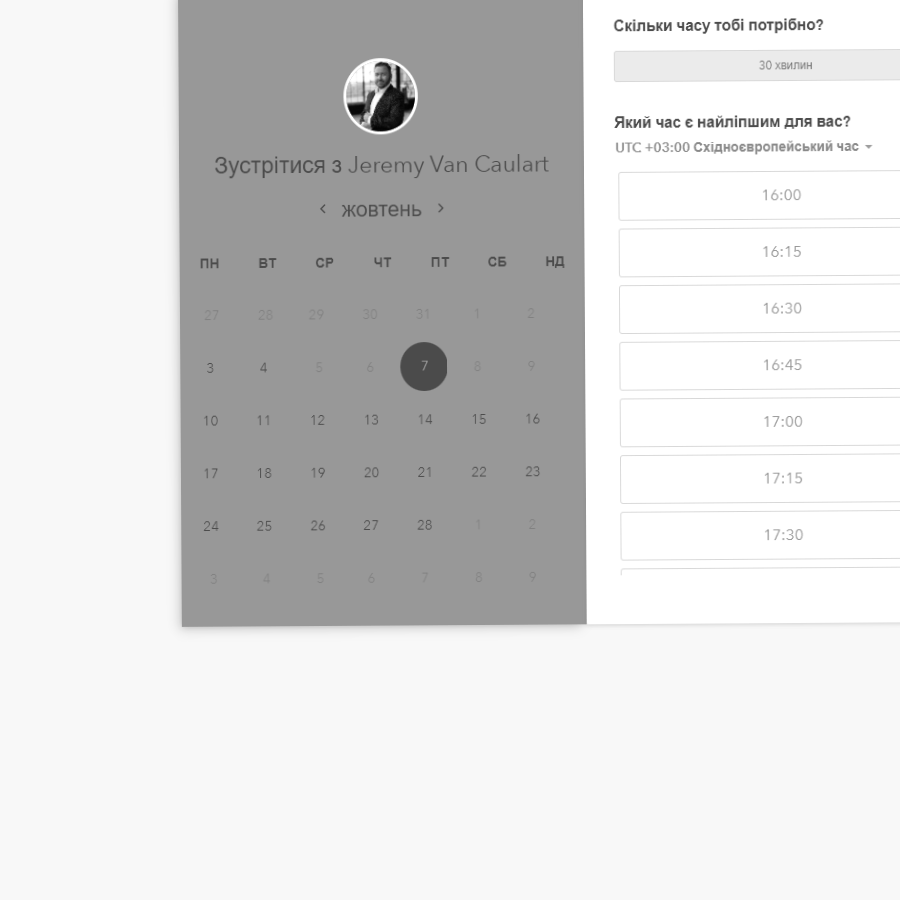 Зустрітися з Jeremy Van Caulart
жовтень
ПН ВТ СР ЧТ ПТ СБ НД
27 28 29 30 31 1 2
3 4 5 6 7 8 9
10 11 12 13 14 15 16
17 18 19 20 21 22 23
24 25 26 27 28 1 2
3 4 5 6 7 8 9
Скільки часу тобі потрібно?
30 хвилин
Який час є найліпшим для вас?
UTC +03:00 Східноєвропейський час
16:00
16:15
16:30
16:45
17:00
17:15
17:30